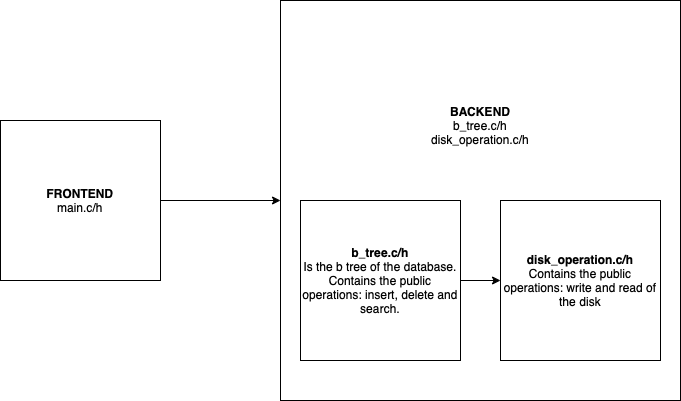 BACKEND
b_tree.c/h
disk_operation.c/h
FRONTEND
main.c/h
b_tree.c/h
Is the b tree of the database.
Contains the public
operations: insert, delete and
search.
disk_operation.c/h
Contains the public
operations: write and read of
the disk